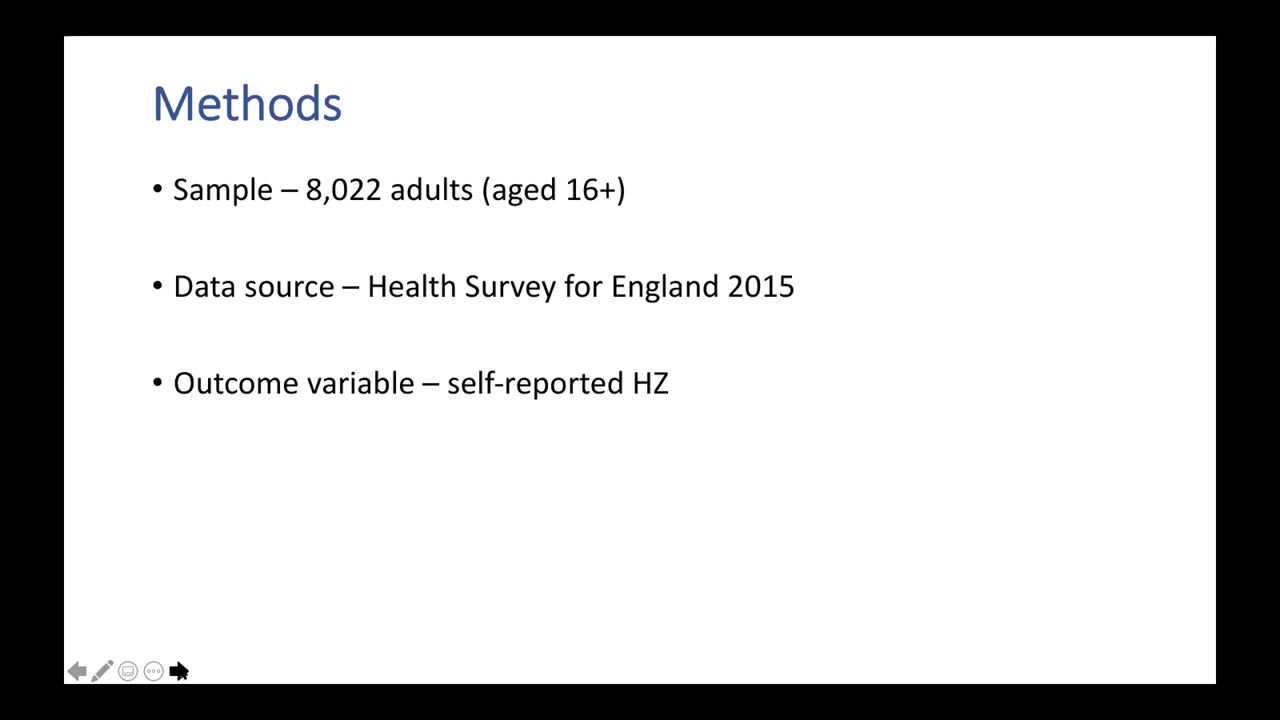 Methods
• Sample – 8,022 adults (aged 16+)
• Data source – Health Survey for England 2015
• Outcome variable – self-reported HZ